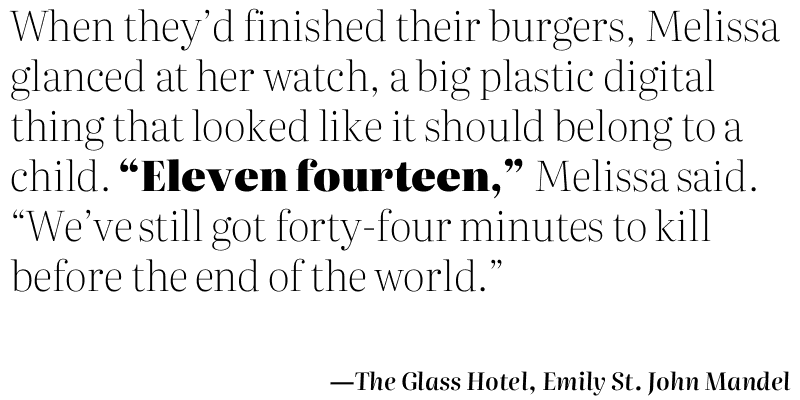 When they’d finished their burgers, Melissa
glanced at her watch, a big plastic digital
thing that looked like it should belong to a
child. “Eleven fourteen,” Melissa said.
“We’ve still got forty-four minutes to kill
before the end of the world.”
—The Glass Hotel, Emily St. John Mandel